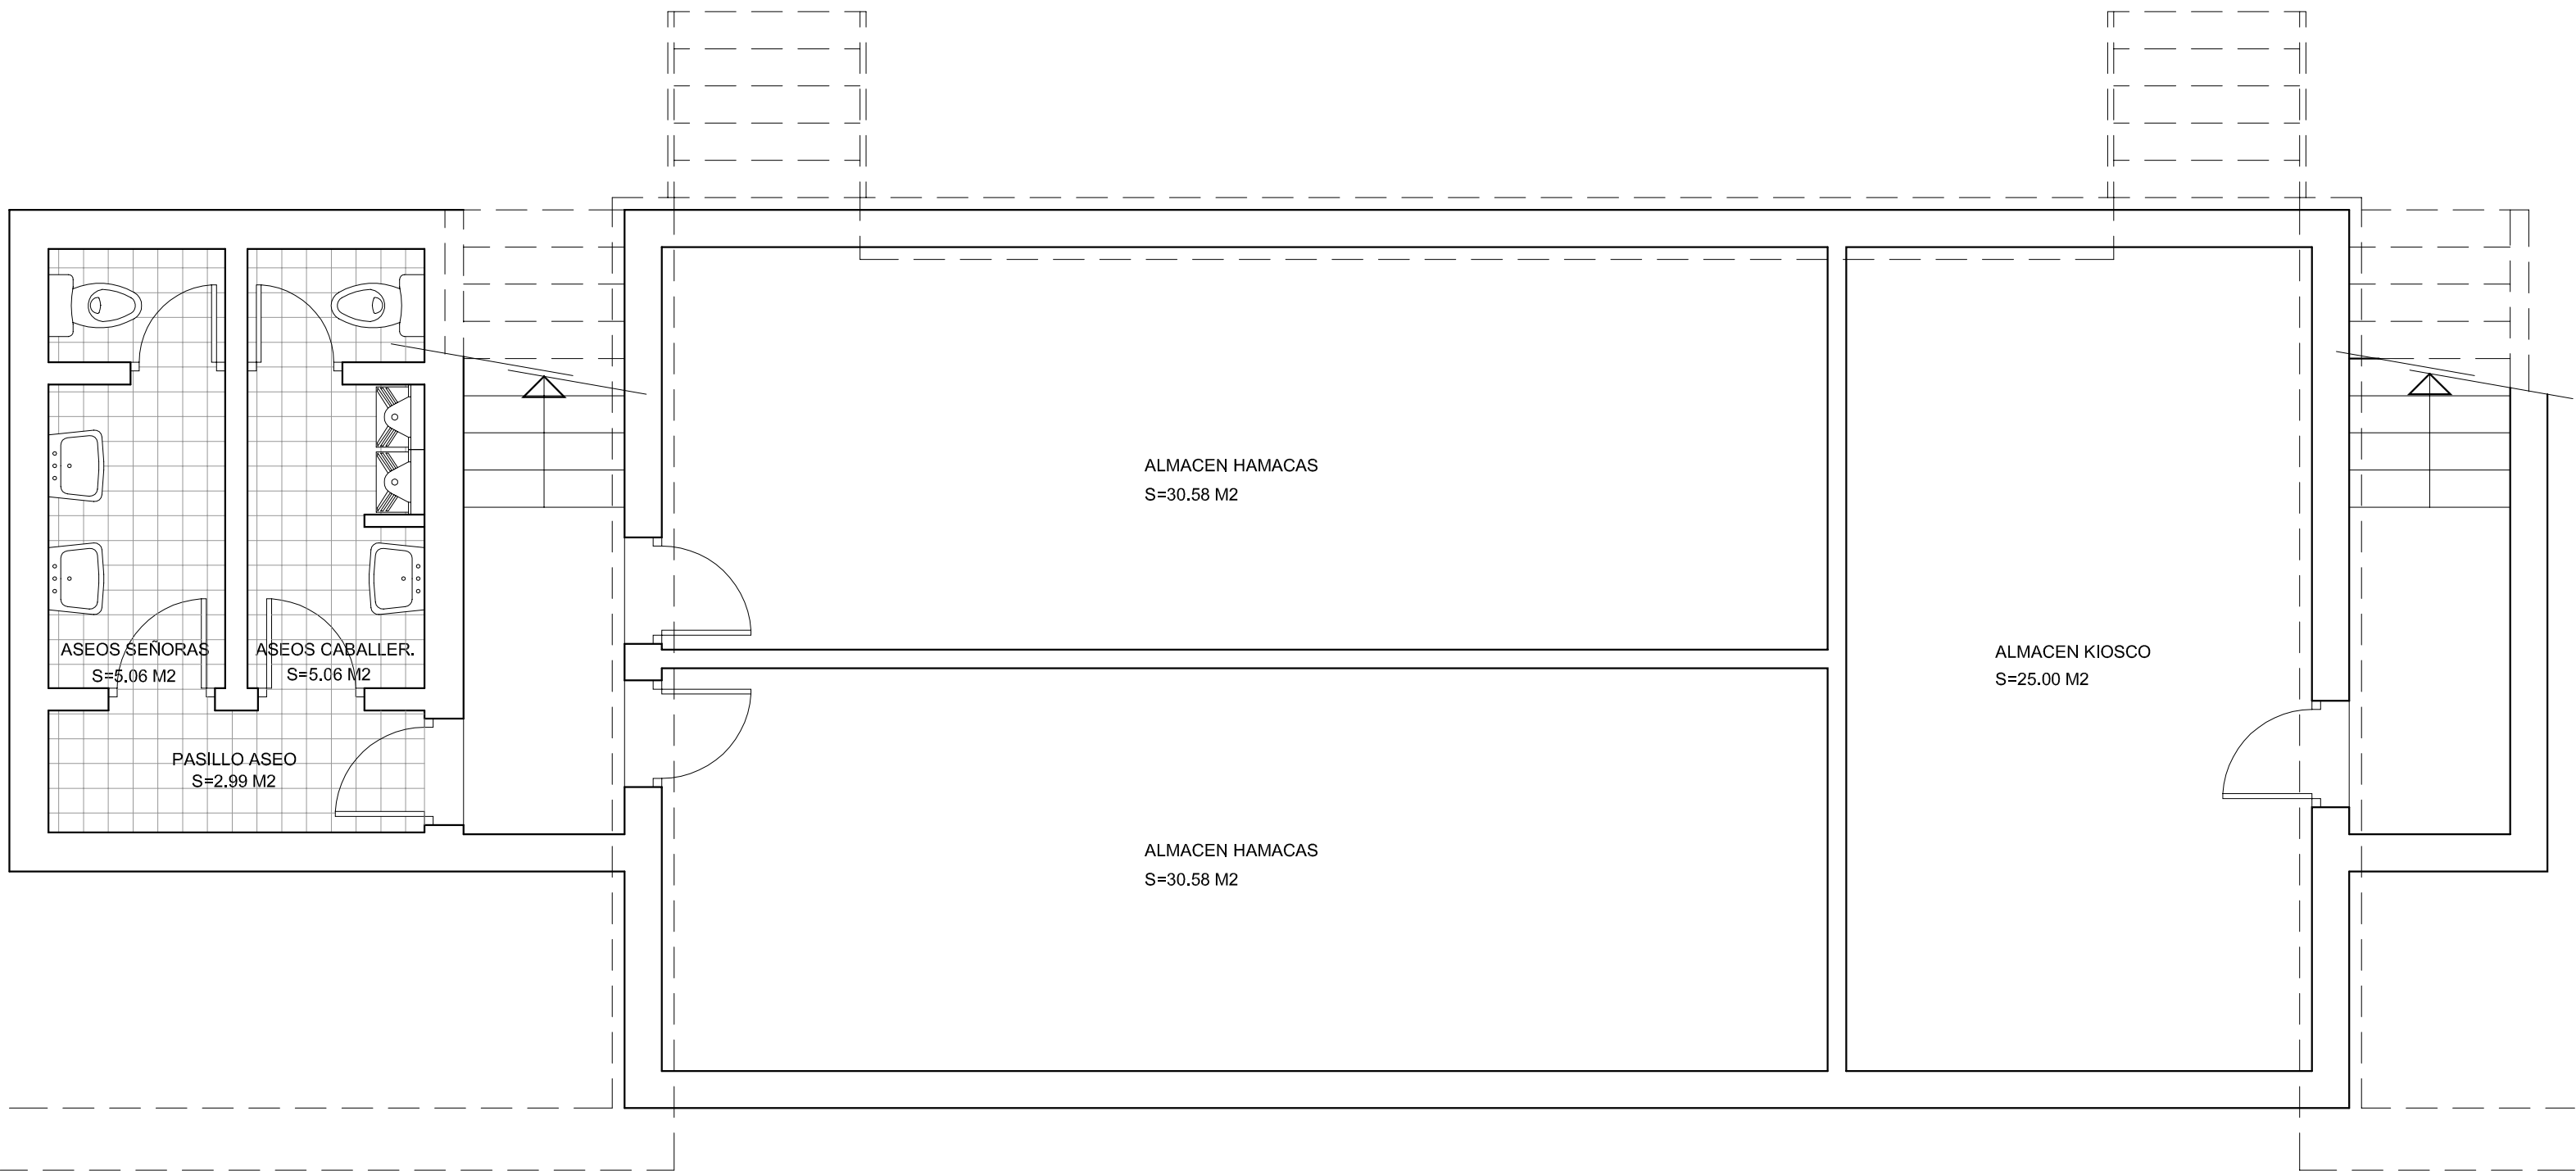 ALMACEN HAMACAS
S=30.58 M2
ASEOS SEÑORAS
S=5.06 M2
ASEOS CABALLER.
S=5.06 M2
ALMACEN KIOSCO
S=25.00 M2
PASILLO ASEO
S=2.99 M2
ALMACEN HAMACAS
S=30.58 M2